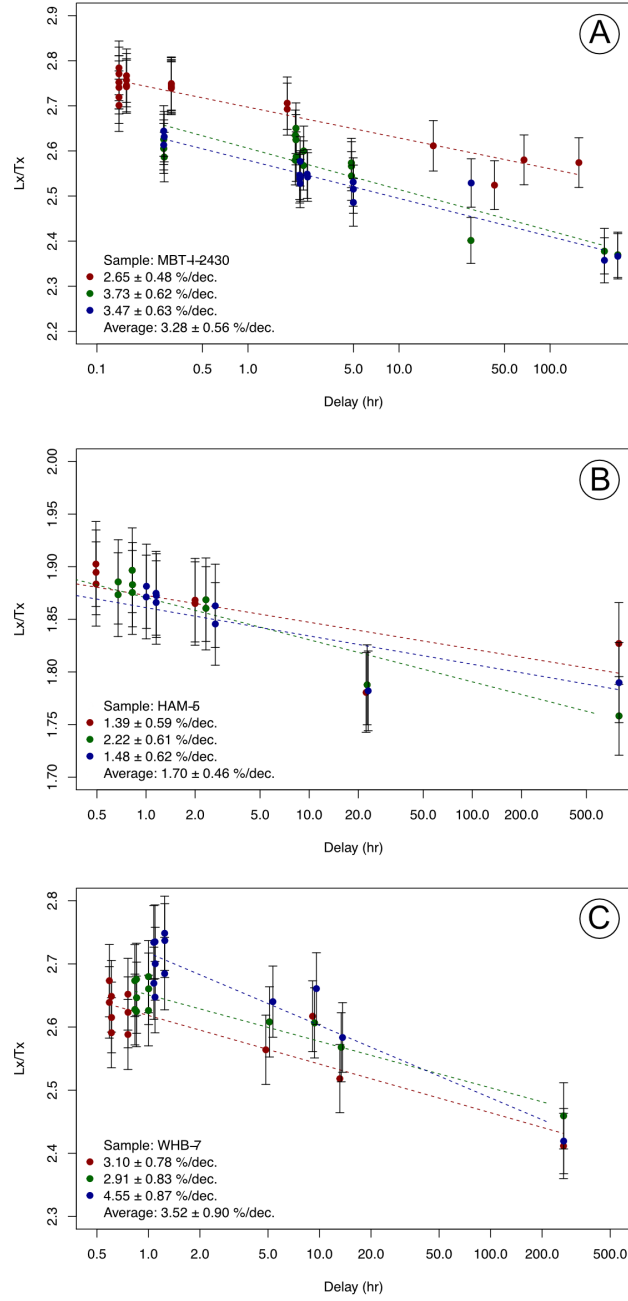 A
2.9
2.8
2.7
2.6
2.5
2.4
2.3
2.2
Lx/Tx
Sample: MBT-I-2430
2.65 ± 0.48 %/dec.
3.73 ± 0.62 %/dec.
3.47 ± 0.63 %/dec.
Average: 3.28 ± 0.56 %/dec.
0.1 0.5 1.0 5.0 10.0 50.0 100.0
Delay (hr)
B
2.00
1.95
1.90
1.85
1.80
1.75
1.70
Lx/Tx
Sample: HAM-5
1.39 ± 0.59 %/dec.
2.22 ± 0.61 %/dec.
1.48 ± 0.62 %/dec.
Average: 1.70 ± 0.46 %/dec.
0.5 1.0 2.0 5.0 10.0 20.0 50.0 100.0 200.0 500.0
Delay (hr)
C
2.8
2.7
2.6
2.5
2.4
2.3
Lx/Tx
Sample: WHB-7
3.10 ± 0.78 %/dec.
2.91 ± 0.83 %/dec.
4.55 ± 0.87 %/dec.
Average: 3.52 ± 0.90 %/dec.
0.5 1.0 2.0 5.0 10.0 20.0 50.0 100.0 200.0 500.0
Delay (hr)